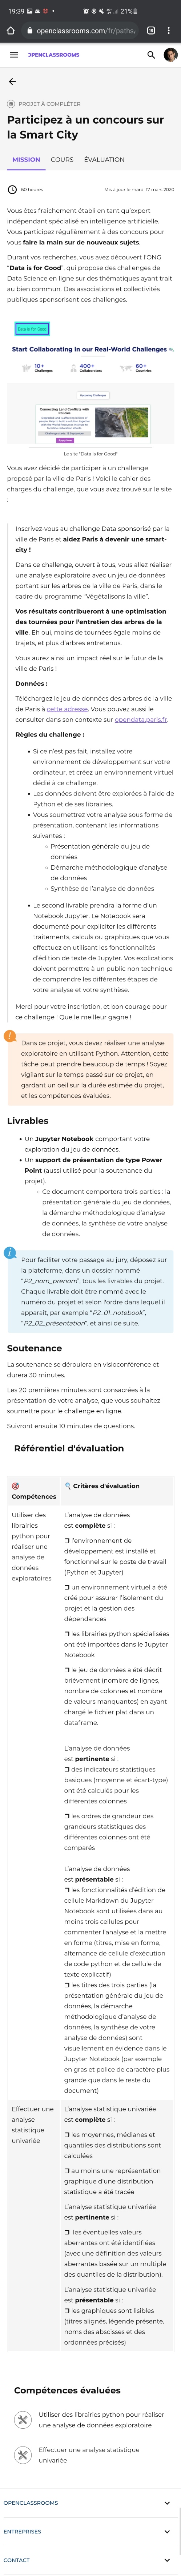 19:39
21%
openclassrooms.com/fr/paths/
OPENCLASSROOMS
PROJET À COMPLÉTER
Participez à un concours sur
la Smart City
MISSION COURS ÉVALUATION
60 heures
Mis à jour le mardi 17 mars 2020
Vous êtes fraîchement établi en tant qu'expert
indépendant, spécialisé en intelligence artificielle.
Vous participez régulièrement à des concours pour
vous faire la main sur de nouveaux sujets.
Durant vos recherches, vous avez découvert l'ONG
"Data is for Good", qui propose des challenges de
Data Science en open data sur des thématiques ayant trait
au bien commun. Des associations et collectivités
publiques sponsorisent ces challenges.
Data is for Good
Start Collaborating in our Real-World Challenges
10+
Challenges
400+
Collaborators
60+
Countries
Upcoming Challenges
Connecting Land Conflicts with
Policies
Le site "Data is for Good"
Vous avez décidé de participer à un challenge
proposé par la ville de Paris ! Voici le cahier des
charges du challenge, que vous avez trouvé sur le site
:
Inscrivez-vous au challenge Data sponsorisé par la
ville de Paris et aidez Paris à devenir une smart-
city !
Dans ce challenge, ouvert à tous, vous allez réaliser
une analyse exploratoire avec un jeu de données
portant sur les arbres de la ville de Paris, dans le
cadre du programme "Végétalisons la ville".
Vos résultats contribueront à une optimisation
des tournées pour l'entretien des arbres de la
ville. Eh oui, moins de tournées égale moins de
trajets, et plus d'arbres entretenus.
Vous aurez ainsi un impact réel sur le futur de la
ville de Paris !
Données :
Téléchargez le jeu de données des arbres de la ville
de Paris à cette adresse. Vous pouvez aussi le
consulter dans son contexte sur opendata.paris.fr.
Règles du challenge :
Si ce n'est pas fait, installez votre
environnement de développement sur votre
ordinateur, et créez un environnement virtuel
dédié à ce challenge.
Les données doivent être explorées à l'aide de
Python et de ses librairies.
Vous soumettrez votre analyse sous forme de
présentation, contenant les informations
suivantes :
Présentation générale du jeu de
données
Démarche méthodologique d'analyse
de données
Synthèse de l'analyse de données
Le second livrable prendra la forme d'un
Notebook Jupyter. Le Notebook sera
documenté pour expliciter les différents
traitements, calculs ou graphiques que vous
effectuez en utilisant les fonctionnalités
d'édition de texte de Jupyter. Vos explications
doivent permettre à un public non technique
de comprendre les différentes étapes de
l'analyse et le sens de votre synthèse.
Merci pour votre inscription, et bon courage pour
ce challenge ! Que le meilleur gagne !
Dans ce projet, vous devez réaliser une analyse
exploratoire en utilisant Python. Attention, cette
tâche peut prendre beaucoup de temps ! Soyez
vigilant sur le temps passé sur ce projet, en
gardant un oeil sur la durée estimée du projet,
et les compétences évaluées.
Livrables
Un Jupyter Notebook comportant votre
exploration du jeu de données.
Un support de présentation de type Power
Point (aussi utilisé pour la soutenance du
projet).
Ce document comportera trois parties : la
présentation générale du jeu de données,
la démarche méthodologique d'analyse
de données, la synthèse de votre analyse
de données.
Pour faciliter votre passage au jury, déposez sur
la plateforme, dans un dossier nommé
"P2_nom_prenom", tous les livrables du projet.
Chaque livrable doit être nommé avec le
numéro du projet et selon l'ordre dans lequel il
apparaît, par exemple "P2_01_notebook",
"P2_02_presentation", et ainsi de suite.
Soutenance
La soutenance se déroulera en visioconférence et
durera 30 minutes.
Les 20 premières minutes sont consacrées à la
présentation de votre analyse, que vous souhaitez
soumettre pour le challenge en ligne.
Suivront ensuite 10 minutes de questions.
Référentiel d'évaluation
Compétences
Critères d'évaluation
Utiliser des
librairies
python pour
réaliser une
analyse de
données
exploratoires
L'analyse de données
est complète si :
❒ l'environnement de
développement est installé et
fonctionnel sur le poste de travail
(Python et Jupyter)
❒ un environnement virtuel a été
créé pour assurer l'isolement du
projet et la gestion des
dépendances
❒ les librairies python spécialisées
ont été importées dans le Jupyter
Notebook
❒ le jeu de données a été décrit
brièvement (nombre de lignes,
nombre de colonnes et nombre
de valeurs manquantes) en ayant
chargé le fichier plat dans un
dataframe.
L'analyse de données
est pertinente si :
❒ des indicateurs statistiques
basiques (moyenne et écart-type)
ont été calculés pour les
différentes colonnes
❒ les ordres de grandeur des
grandeurs statistiques des
différentes colonnes ont été
comparés
L'analyse de données
est présentable si :
❒ les fonctionnalités d'édition de
cellule Markdown du Jupyter
Notebook sont utilisées dans au
moins trois cellules pour
commenter l'analyse et la mettre
en forme (titres, mise en forme,
alternance de cellule d'exécution
de code python et de cellule de
texte explicatif)
❒ les titres des trois parties (la
présentation générale du jeu de
données, la démarche
méthodologique d'analyse de
données, la synthèse de votre
analyse de données) sont
visuellement en évidence dans le
Jupyter Notebook (par exemple
en gras et police de caractère plus
grande que dans le reste du
document)
Effectuer une
analyse
statistique
univariée
L'analyse statistique univariée
est complète si :
❒ les moyennes, médianes et
quantiles des distributions sont
calculées
❒ au moins une représentation
graphique d'une distribution
statistique a été tracée
L'analyse statistique univariée
est pertinente si :
❒ les éventuelles valeurs
aberrantes ont été identifiées
(avec une définition des valeurs
aberrantes basée sur un multiple
des quantiles de la distribution).
L'analyse statistique univariée
est présentable si :
❒ les graphiques sont lisibles
(titres alignés, légende présente,
noms des abscisses et des
ordonnées précisés)
Compétences évaluées
Utiliser des librairies python pour réaliser
une analyse de données exploratoire
Effectuer une analyse statistique
univariée
OPENCLASSROOMS
ENTREPRISES
CONTACT